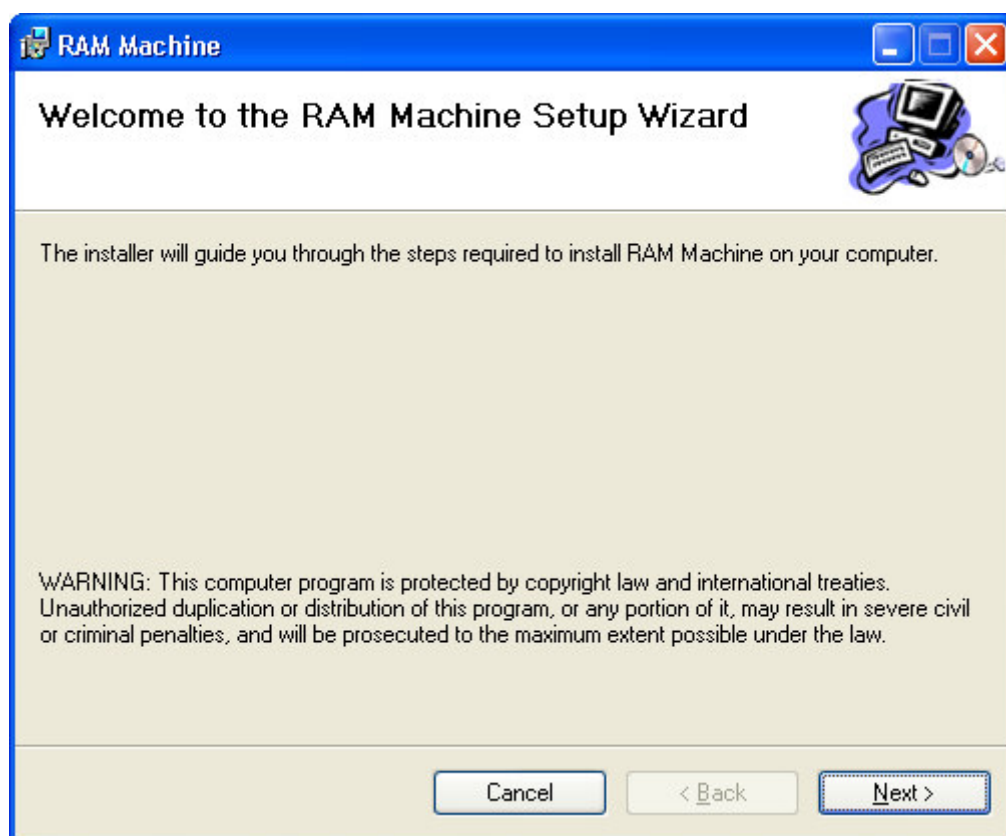 RAM Machine
Welcome to the RAM Machine Setup Wizard
The installer will guide you through the steps required to install RAM Machine on your computer.
WARNING: This computer program is protected by copyright law and international treaties.
Unauthorized duplication or distribution of this program, or any portion of it, may result in severe civil
or criminal penalties, and will be prosecuted to the maximum extent possible under the law.
Cancel
< Back
Next >